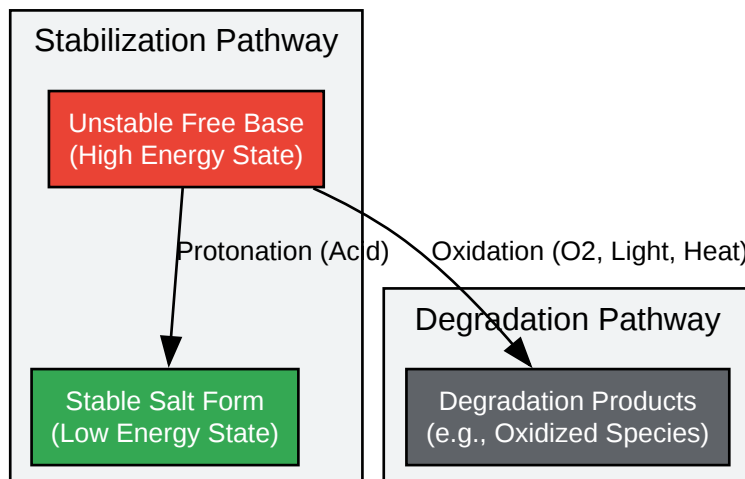 Stabilization Pathway
Unstable Free Base
(High Energy State)
Protonation (Acid)
Oxidation (O2, Light, Heat)
Degradation Pathway
Stable Salt Form
(Low Energy State)
Degradation Products
(e.g., Oxidized Species)